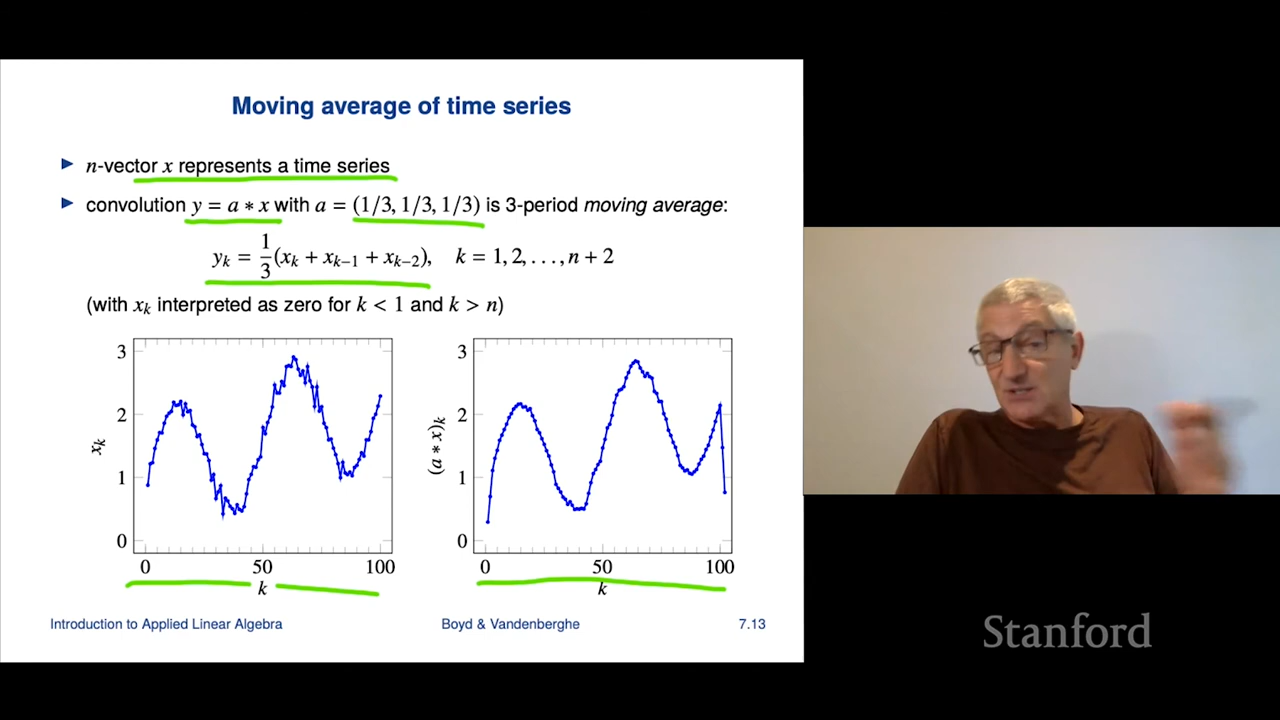 Moving average of time series
▶ n-vector x represents a time series
▶ convolution y = a ∗ x with a = (1/3, 1/3, 1/3) is 3-period moving average:
yₖ = 1/3(xₖ + xₖ₋₁ + xₖ₋₂), k = 1, 2, . . . , n + 2
(with xₖ interpreted as zero for k < 1 and k > n)
3
2
1
0
xₖ
0 50 100
k
3
2
1
0
(a ∗ x)ₖ
0 50 100
k
Introduction to Applied Linear Algebra Boyd & Vandenberghe 7.13
Stanford